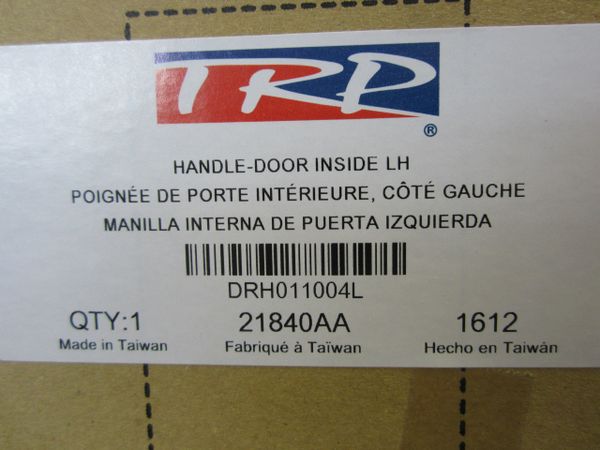 TRP®
HANDLE-DOOR INSIDE LH
POIGNÉE DE PORTE INTÉRIEURE, CÔTÉ GAUCHE
MANILLA INTERNA DE PUERTA IZQUIERDA
DRH011004L
QTY:1 21840AA 1612
Made in Taiwan Fabriqué à Taïwan Hecho en Taiwán